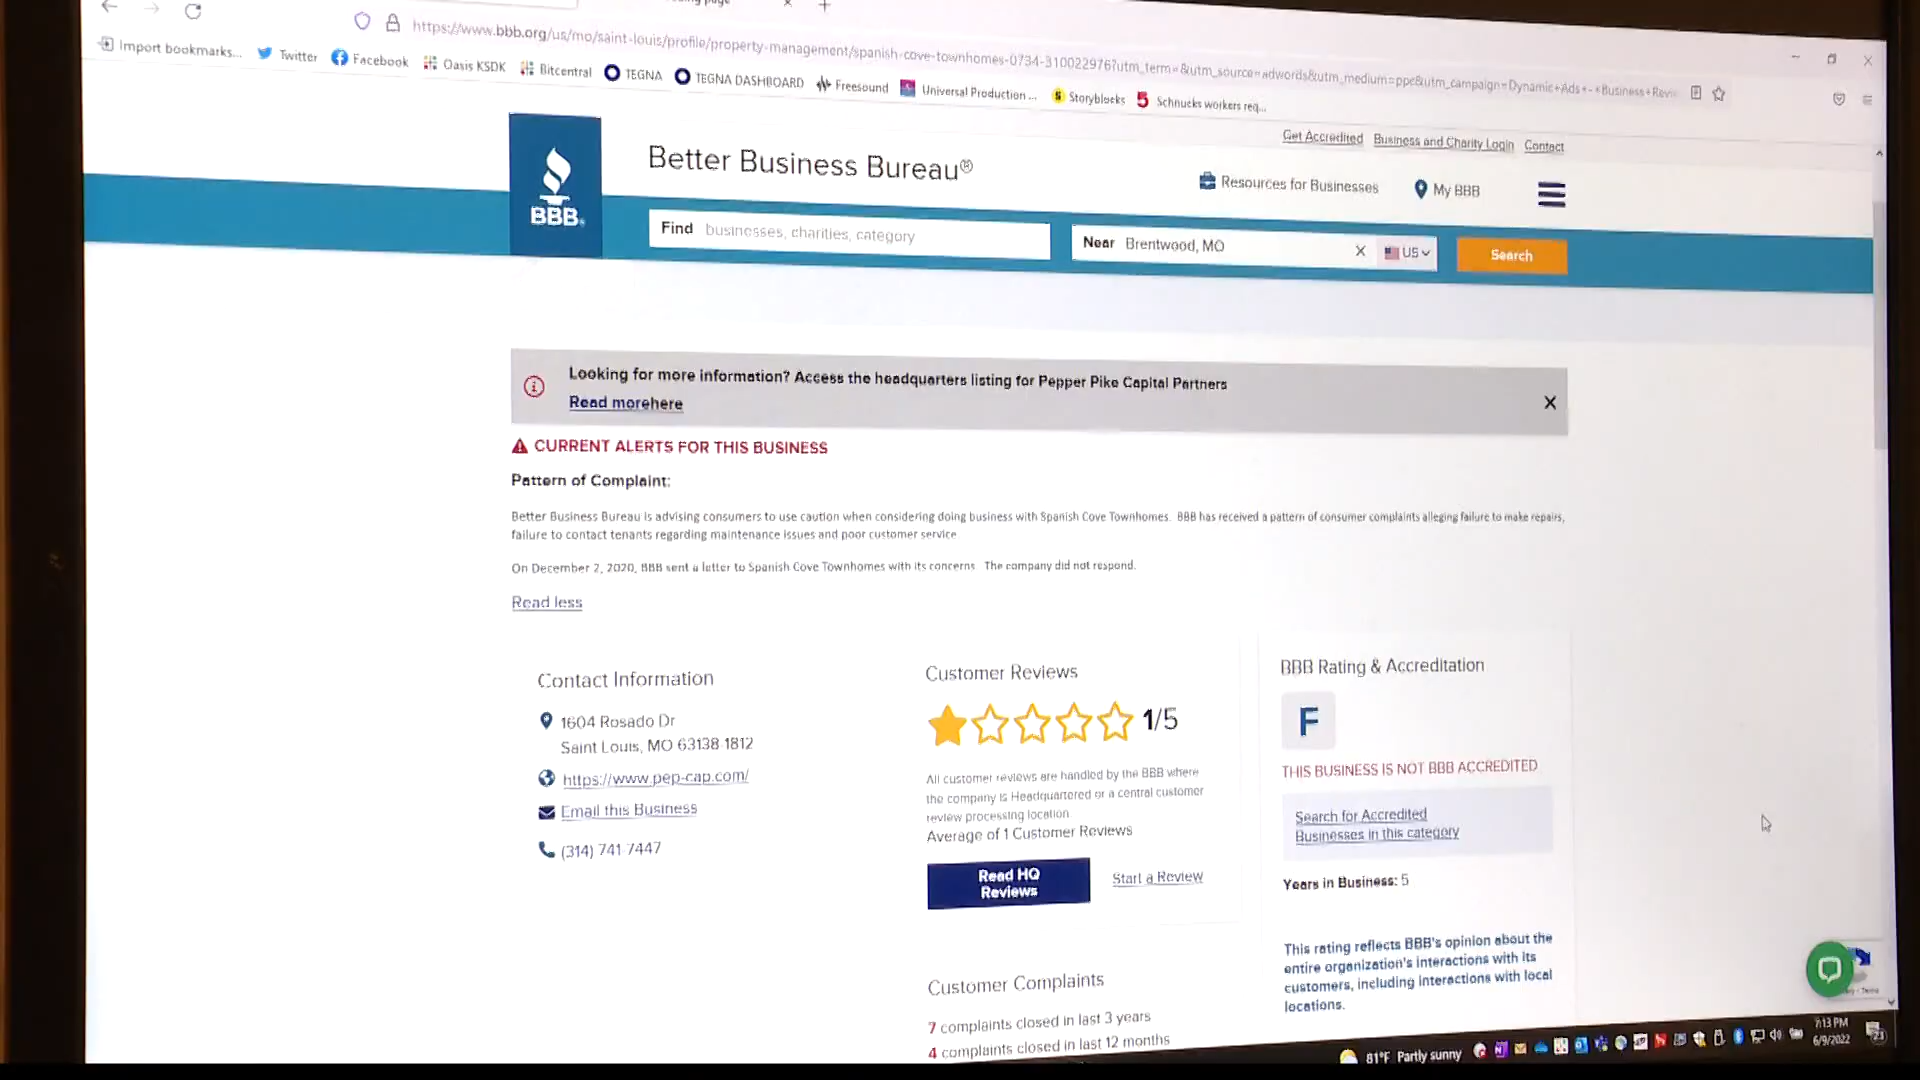 https://www.bbb.org/us/mo/saint-louis/profile/property-management/spanish-cove-townhomes-0734-310022976?utm_term=&utm_source=adwords&utm_medium=ppc&utm_campaign=Dynamic+Ads+-+Business+Revi
Import bookmarks... Twitter Facebook Oasis KSDK Bitcentral TEGNA TEGNA DASHBOARD Freesound Universal Production ... Storyblocks Schnucks workers req...
Get Accredited Business and Charity Login Contact
Better Business Bureau®
Resources for Businesses My BBB
BBB.
Find businesses, charities, category Near Brentwood, MO US Search
Looking for more information? Access the headquarters listing for Pepper Pike Capital Partners
Read morehere
CURRENT ALERTS FOR THIS BUSINESS
Pattern of Complaint:
Better Business Bureau is advising consumers to use caution when considering doing business with Spanish Cove Townhomes. BBB has received a pattern of consumer complaints alleging failure to make repairs,
failure to contact tenants regarding maintenance issues and poor customer service
On December 2, 2020, BBB sent a letter to Spanish Cove Townhomes with its concerns. The company did not respond.
Read less
Contact Information
1604 Rosado Dr
Saint Louis, MO 63138 1812
https://www.pep-cap.com/
Email this Business
(314) 741 7447
Customer Reviews
1/5
All customer reviews are handled by the BBB where
the company is Headquartered or a central customer
review processing location
Average of 1 Customer Reviews
Read HQ
Reviews
Start a Review
Customer Complaints
7 complaints closed in last 3 years
4 complaints closed in last 12 months
BBB Rating & Accreditation
F
THIS BUSINESS IS NOT BBB ACCREDITED
Search for Accredited
Businesses in this category
Years in Business: 5
This rating reflects BBB's opinion about the
entire organization's interactions with its
customers, including interactions with local
locations.
81°F Partly sunny
7:13 PM
6/9/2022